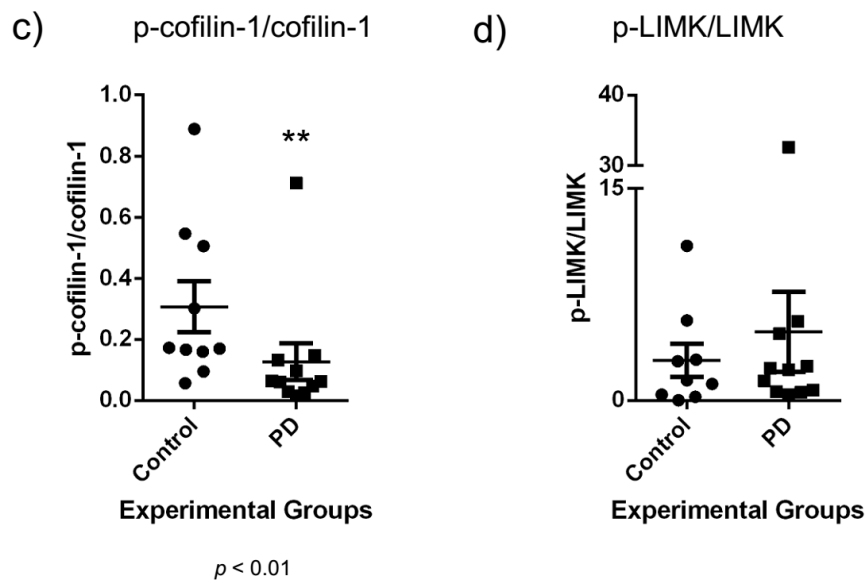 c) p-cofilin-1/cofilin-1
p-cofilin-1/cofilin-1
1.0
0.8
0.6
0.4
0.2
0.0
**
Control
PD
Experimental Groups
p < 0.01
d) p-LIMK/LIMK
p-LIMK/LIMK
40
30
15
0
Control
PD
Experimental Groups